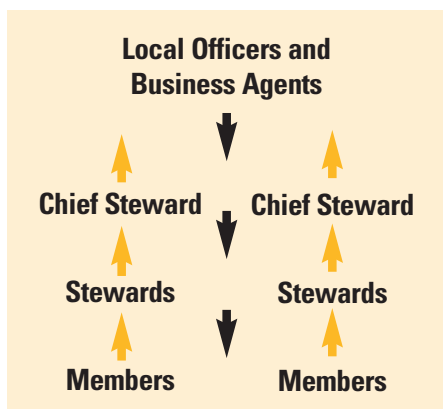 Local Officers and
Business Agents
Chief Steward Chief Steward
Stewards Stewards
Members Members